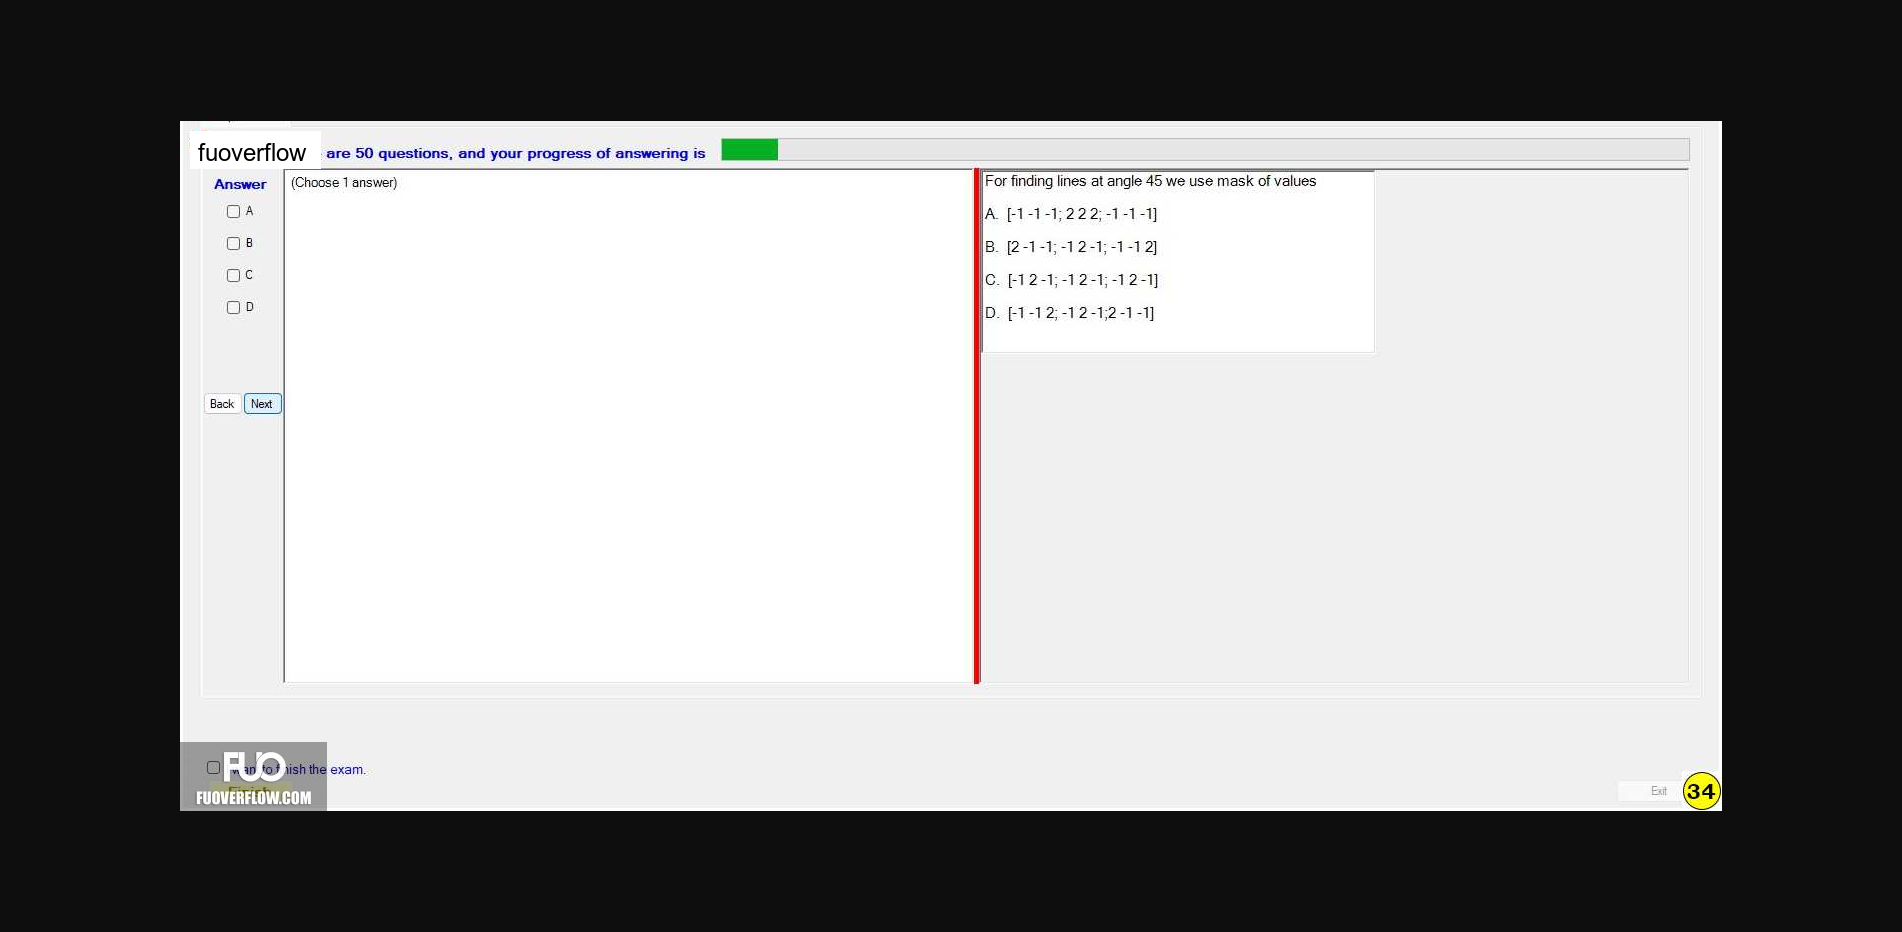 fuoverflow are 50 questions, and your progress of answering is
Answer
(Choose 1 answer)
A
B
C
D
Back
Next
For finding lines at angle 45 we use mask of values
A. [-1 -1 -1; 2 2 2; -1 -1 -1]
B. [2 -1 -1; -1 2 -1; -1 -1 2]
C. [-1 2 -1; -1 2 -1; -1 2 -1]
D. [-1 -1 2; -1 2 -1;2 -1 -1]
FUO
want to finish the exam.
Finish
FUOVERFLOW.COM
Exit
34